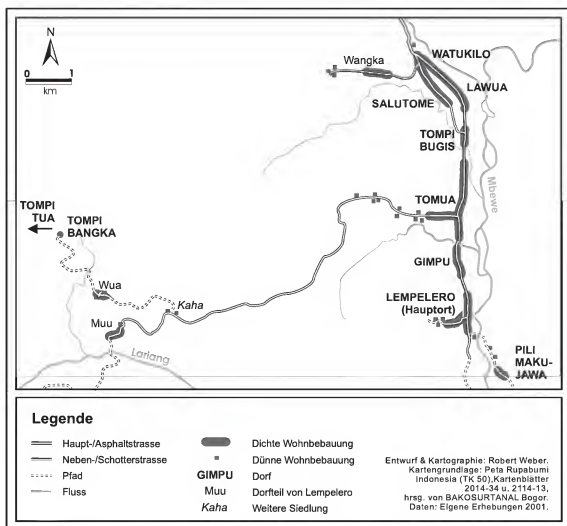 N
0 1
km
Wangka
WATUKILO
LAWUA
SALUTOME
TOMPI
BUGIS
Mbewe
TOMPI
TUA
TOMPI
BANGKA
TOMUA
GIMPU
Wua
Kaha
LEMPELERO
(Hauptort)
Muu
Lariang
PILI
MAKU-
JAWA
Legende
Haupt-/Asphaltstrasse
Neben-/Schotterstrasse
Pfad
Fluss
Dichte Wohnbebauung
Dünne Wohnbebauung
GIMPU Dorf
Muu Dorfteil von Lempelero
Kaha Weitere Siedlung
Entwurf & Kartographie: Robert Weber.
Kartengrundlage: Peta Rupabumi
Indonesia (TK 50),Kartenblätter
2014-34 u. 2114-13,
hrsg. von BAKOSURTANAL Bogor.
Daten: Eigene Erhebungen 2001.